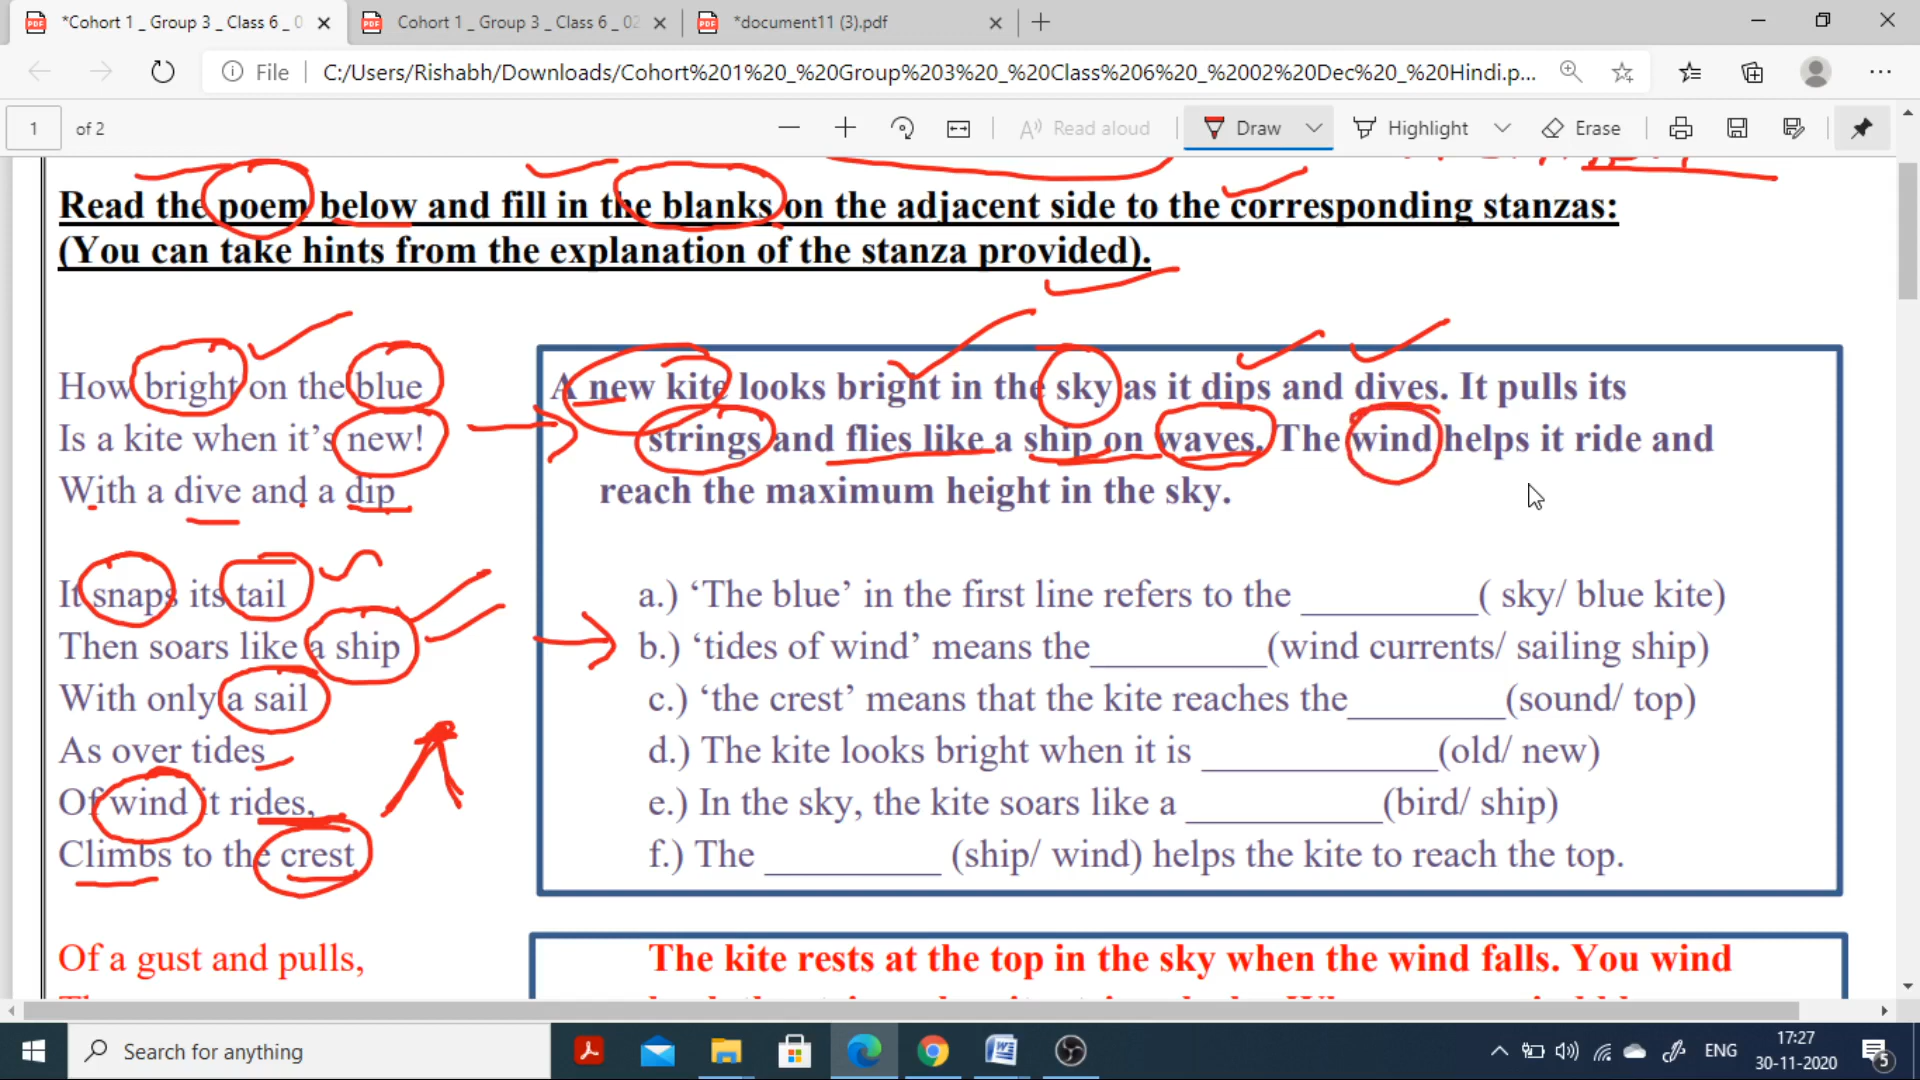 *Cohort 1 _ Group 3 _ Class 6 _ 0
Cohort 1 _ Group 3 _ Class 6 _ 02
*document11 (3).pdf
File
C:/Users/Rishabh/Downloads/Cohort%201%20_%20Group%203%20_%20Class%206%20_%2002%20Dec%20_%20Hindi.p...
1 of 2
Read aloud
Draw
Highlight
Erase
Read the poem below and fill in the blanks on the adjacent side to the corresponding stanzas:
(You can take hints from the explanation of the stanza provided).
How bright on the blue
Is a kite when it's new!
With a dive and a dip
It snaps its tail
Then soars like a ship
With only a sail
As over tides
Of wind it rides,
Climbs to the crest
Of a gust and pulls,
A new kite looks bright in the sky as it dips and dives. It pulls its
strings and flies like a ship on waves. The wind helps it ride and
reach the maximum height in the sky.
a.) ‘The blue’ in the first line refers to the _________( sky/ blue kite)
b.) ‘tides of wind’ means the_________(wind currents/ sailing ship)
c.) ‘the crest’ means that the kite reaches the________(sound/ top)
d.) The kite looks bright when it is ____________(old/ new)
e.) In the sky, the kite soars like a __________(bird/ ship)
f.) The _________ (ship/ wind) helps the kite to reach the top.
The kite rests at the top in the sky when the wind falls. You wind
Search for anything
ENG
17:27
30-11-2020
5